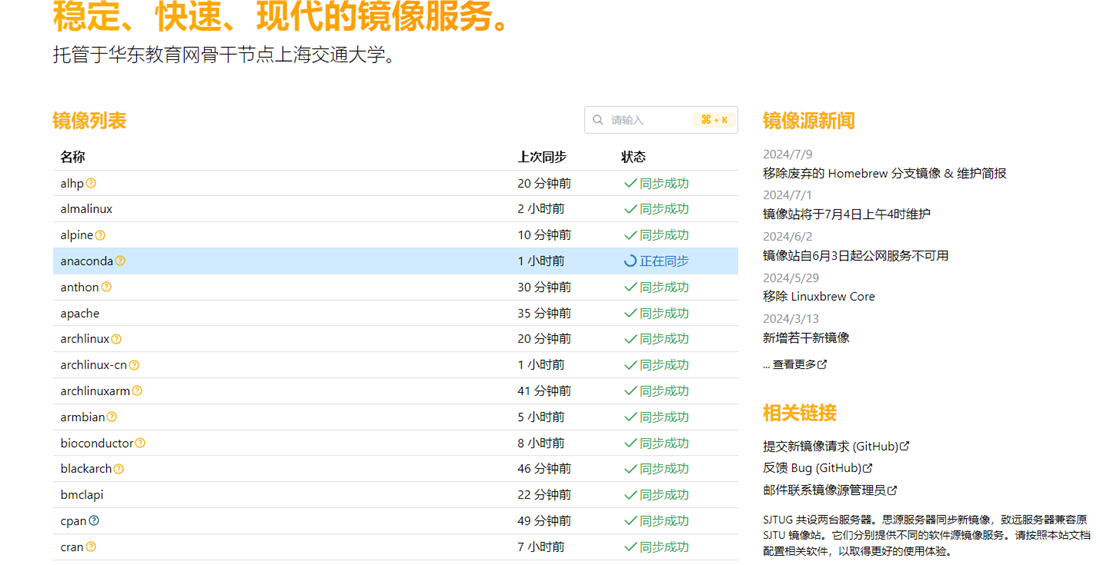 稳定、快速、现代的镜像服务。
托管于华东教育网骨干节点上海交通大学。
镜像列表
请输入 ⌘ + K
名称 上次同步 状态
alhp 20 分钟前 同步成功
almalinux 2 小时前 同步成功
alpine 10 分钟前 同步成功
anaconda 1 小时前 正在同步
anthon 30 分钟前 同步成功
apache 35 分钟前 同步成功
archlinux 20 分钟前 同步成功
archlinux-cn 1 小时前 同步成功
archlinuxarm 41 分钟前 同步成功
armbian 5 小时前 同步成功
bioconductor 8 小时前 同步成功
blackarch 46 分钟前 同步成功
bmclapi 22 分钟前 同步成功
cpan 49 分钟前 同步成功
cran 7 小时前 同步成功
镜像源新闻
2024/7/9
移除废弃的 Homebrew 分支镜像 & 维护简报
2024/7/1
镜像站将于7月4日上午4时维护
2024/6/2
镜像站自6月3日起公网服务不可用
2024/5/29
移除 Linuxbrew Core
2024/3/13
新增若干新镜像
... 查看更多
相关链接
提交新镜像请求 (GitHub)
反馈 Bug (GitHub)
邮件联系镜像源管理员
SJTUG 共设两台服务器。思源服务器同步新镜像，致远服务器兼容原
SJTU 镜像站。它们分别提供不同的软件源镜像服务。请按照本站文档
配置相关软件，以取得更好的使用体验。